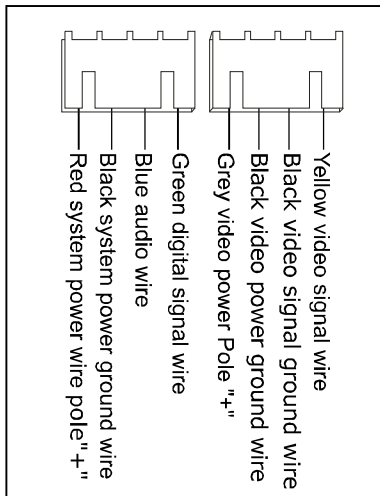 Yellow video signal wire
Black video signal ground wire
Black video power ground wire
Grey video power Pole "+"
Green digital signal wire
Blue audio wire
Black system power ground wire
Red system power wire pole"+"